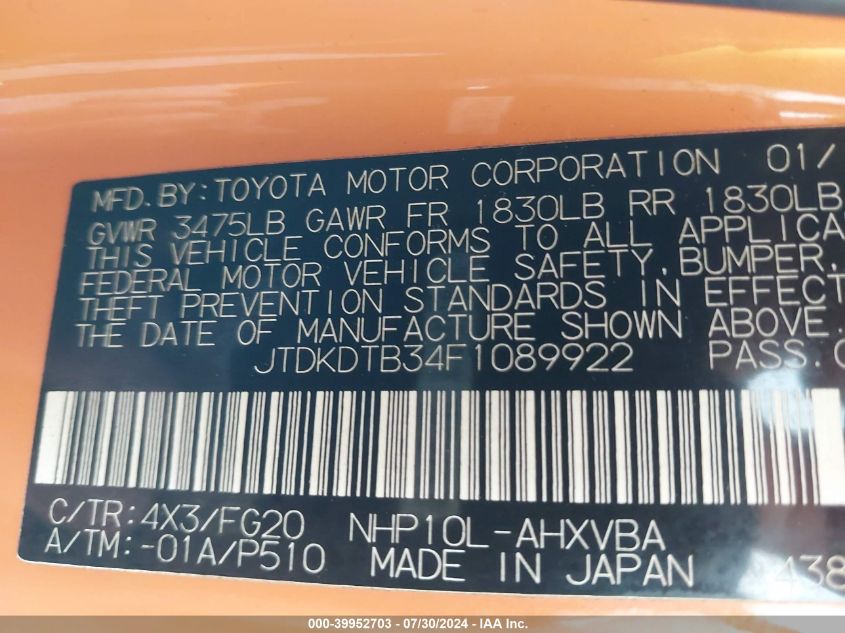 MFD. BY: TOYOTA MOTOR CORPORATION 01/
GVWR 3475LB GAWR FR 1830LB RR 1830LB
THIS VEHICLE CONFORMS TO ALL APPLICA
FEDERAL MOTOR VEHICLE SAFETY, BUMPER,
THEFT PREVENTION STANDARDS IN EFFECT
THE DATE OF MANUFACTURE SHOWN ABOVE.
JTDKDTB34F1089922 PASS.C
C/TR:4X3/FG20 NHP10L-AHXVBA
A/TM:-01A/P510 MADE IN JAPAN 438
000-39952703 - 07/30/2024 - IAA Inc.